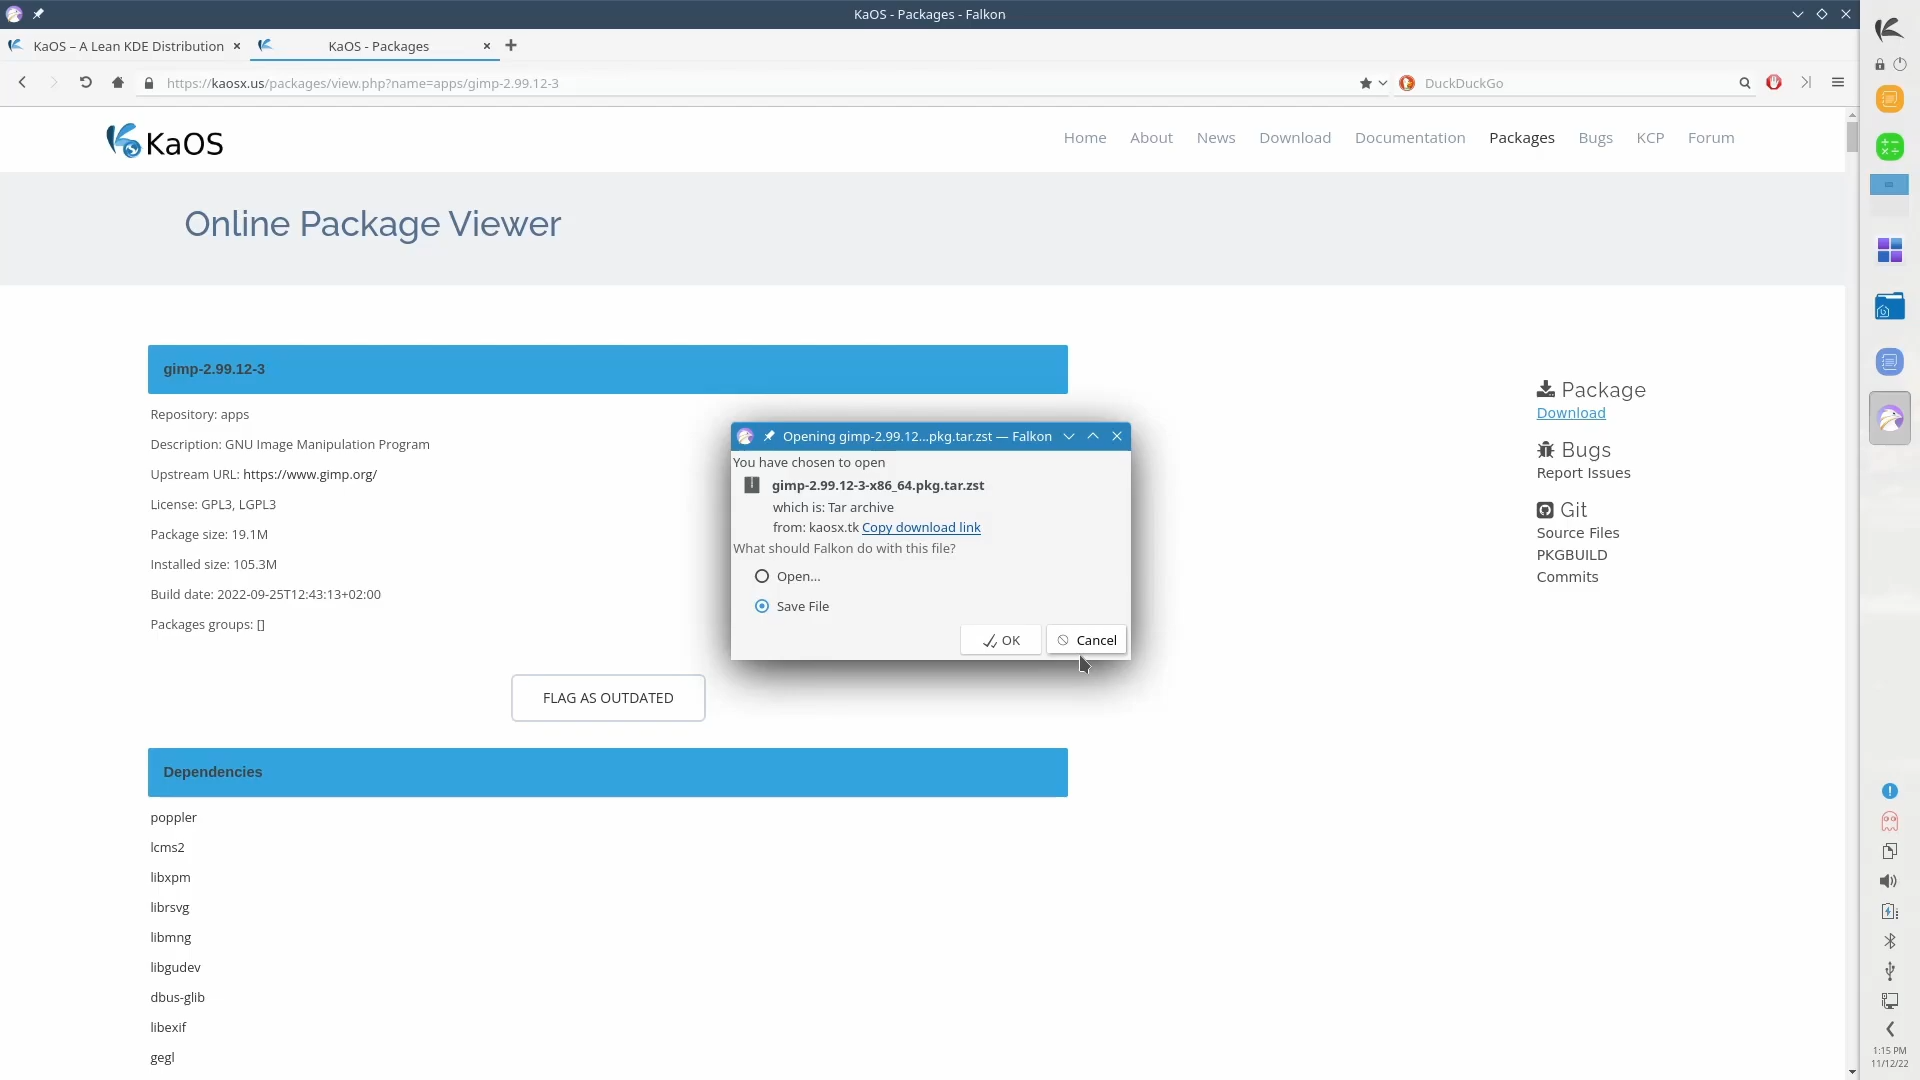 KaOS - Packages - Falkon
KaOS – A Lean KDE Distribution
KaOS - Packages
https://kaosx.us/packages/view.php?name=apps/gimp-2.99.12-3
DuckDuckGo
KaOS
Home About News Download Documentation Packages Bugs KCP Forum
Online Package Viewer
gimp-2.99.12-3
Repository: apps
Description: GNU Image Manipulation Program
Upstream URL: https://www.gimp.org/
License: GPL3, LGPL3
Package size: 19.1M
Installed size: 105.3M
Build date: 2022-09-25T12:43:13+02:00
Packages groups: []
FLAG AS OUTDATED
Dependencies
poppler
lcms2
libxpm
librsvg
libmng
libgudev
dbus-glib
libexif
gegl
Opening gimp-2.99.12...pkg.tar.zst — Falkon
You have chosen to open
gimp-2.99.12-3-x86_64.pkg.tar.zst
which is: Tar archive
from: kaosx.tk Copy download link
What should Falkon do with this file?
Open...
Save File
OK
Cancel
Package
Download
Bugs
Report Issues
Git
Source Files
PKGBUILD
Commits
1:15 PM
11/12/22